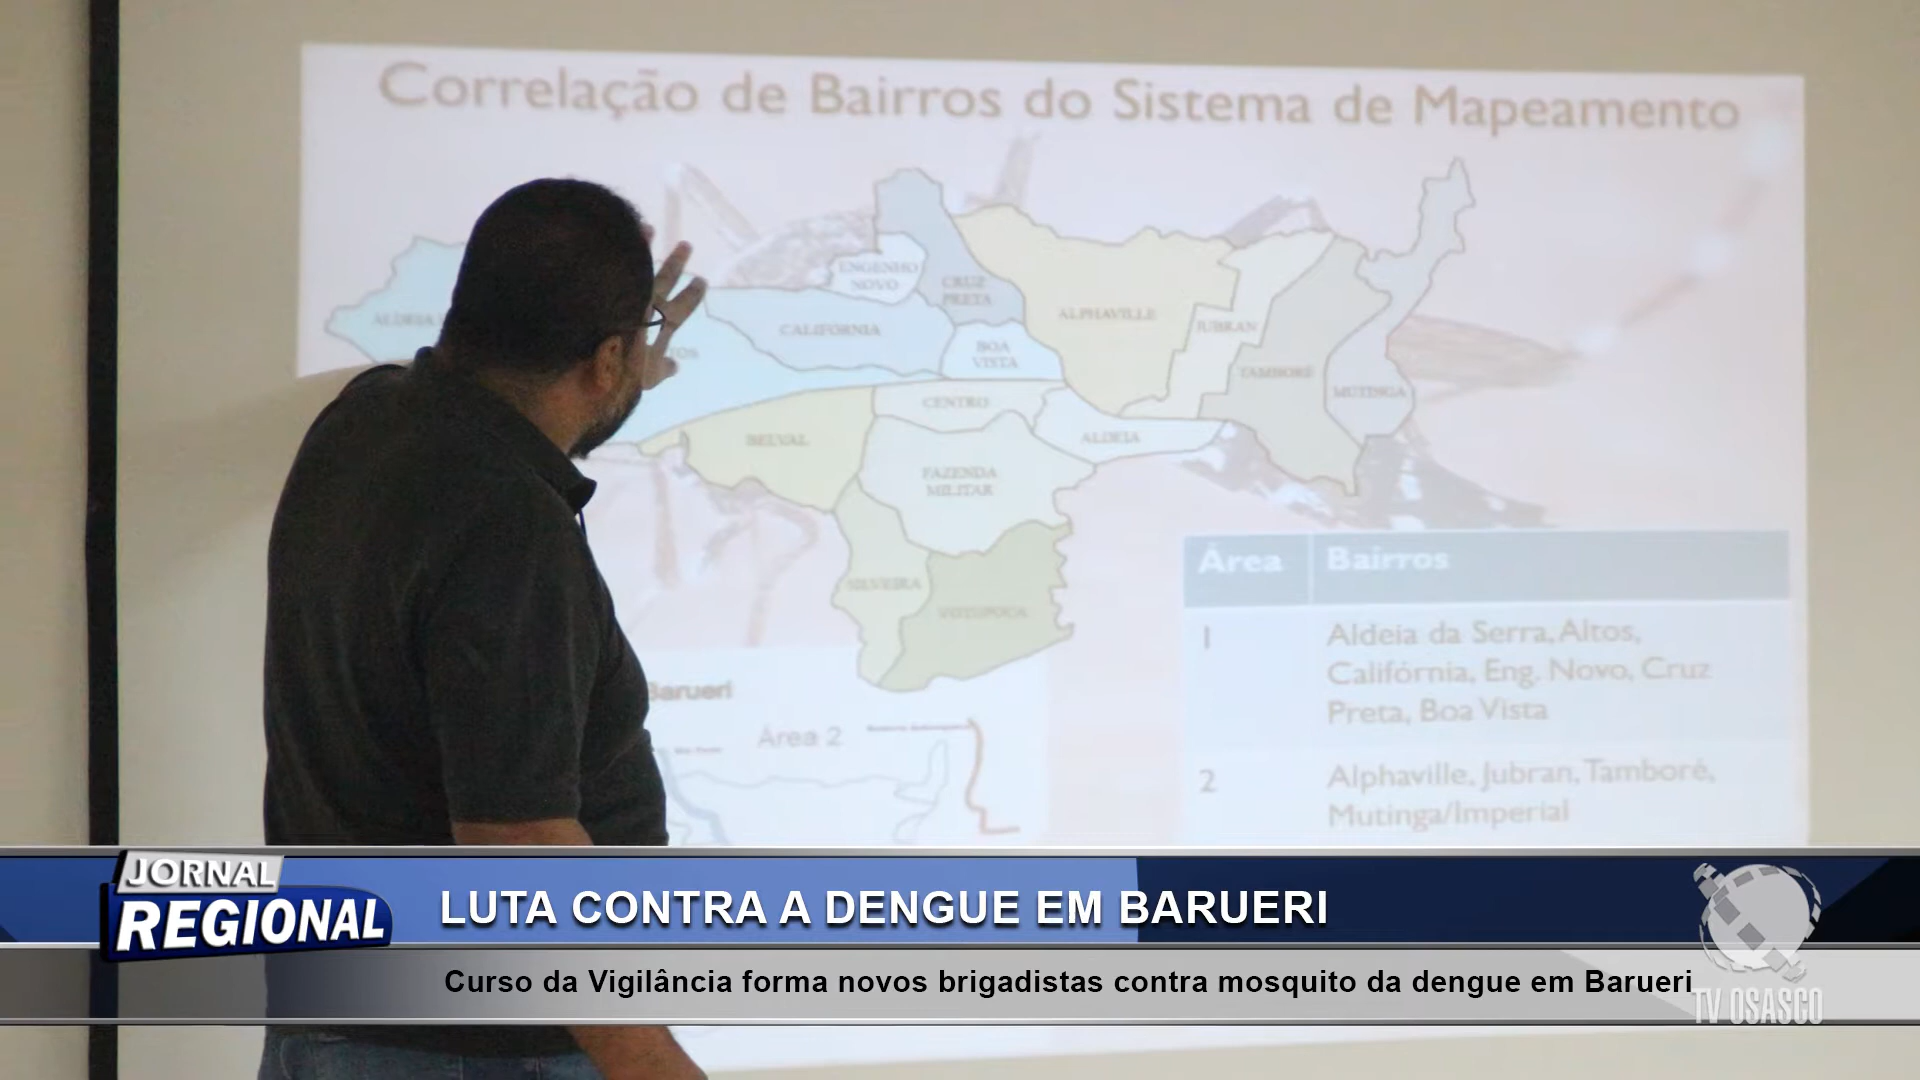 Correlação de Bairros do Sistema de Mapeamento
ENGENHO
NOVO
CRUZ
PRETA
ALPHAVILLE
ALDEIA
CALIFÓRNIA
JUBRAN
BOA
VISTA
TAMBORÉ
MUTINGA
CENTRO
BELVAL
ALDEIA
FAZENDA
MILITAR
SILVEIRA
VOTUPOCA
Área Bairros
1 Aldeia da Serra, Altos,
Califórnia, Eng. Novo, Cruz
Preta, Boa Vista
2 Alphaville, Jubran, Tamboré,
Mutinga/Imperial
Barueri
Área 2
JORNAL
REGIONAL
LUTA CONTRA A DENGUE EM BARUERI
Curso da Vigilância forma novos brigadistas contra mosquito da dengue em Barueri
TV OSASCO